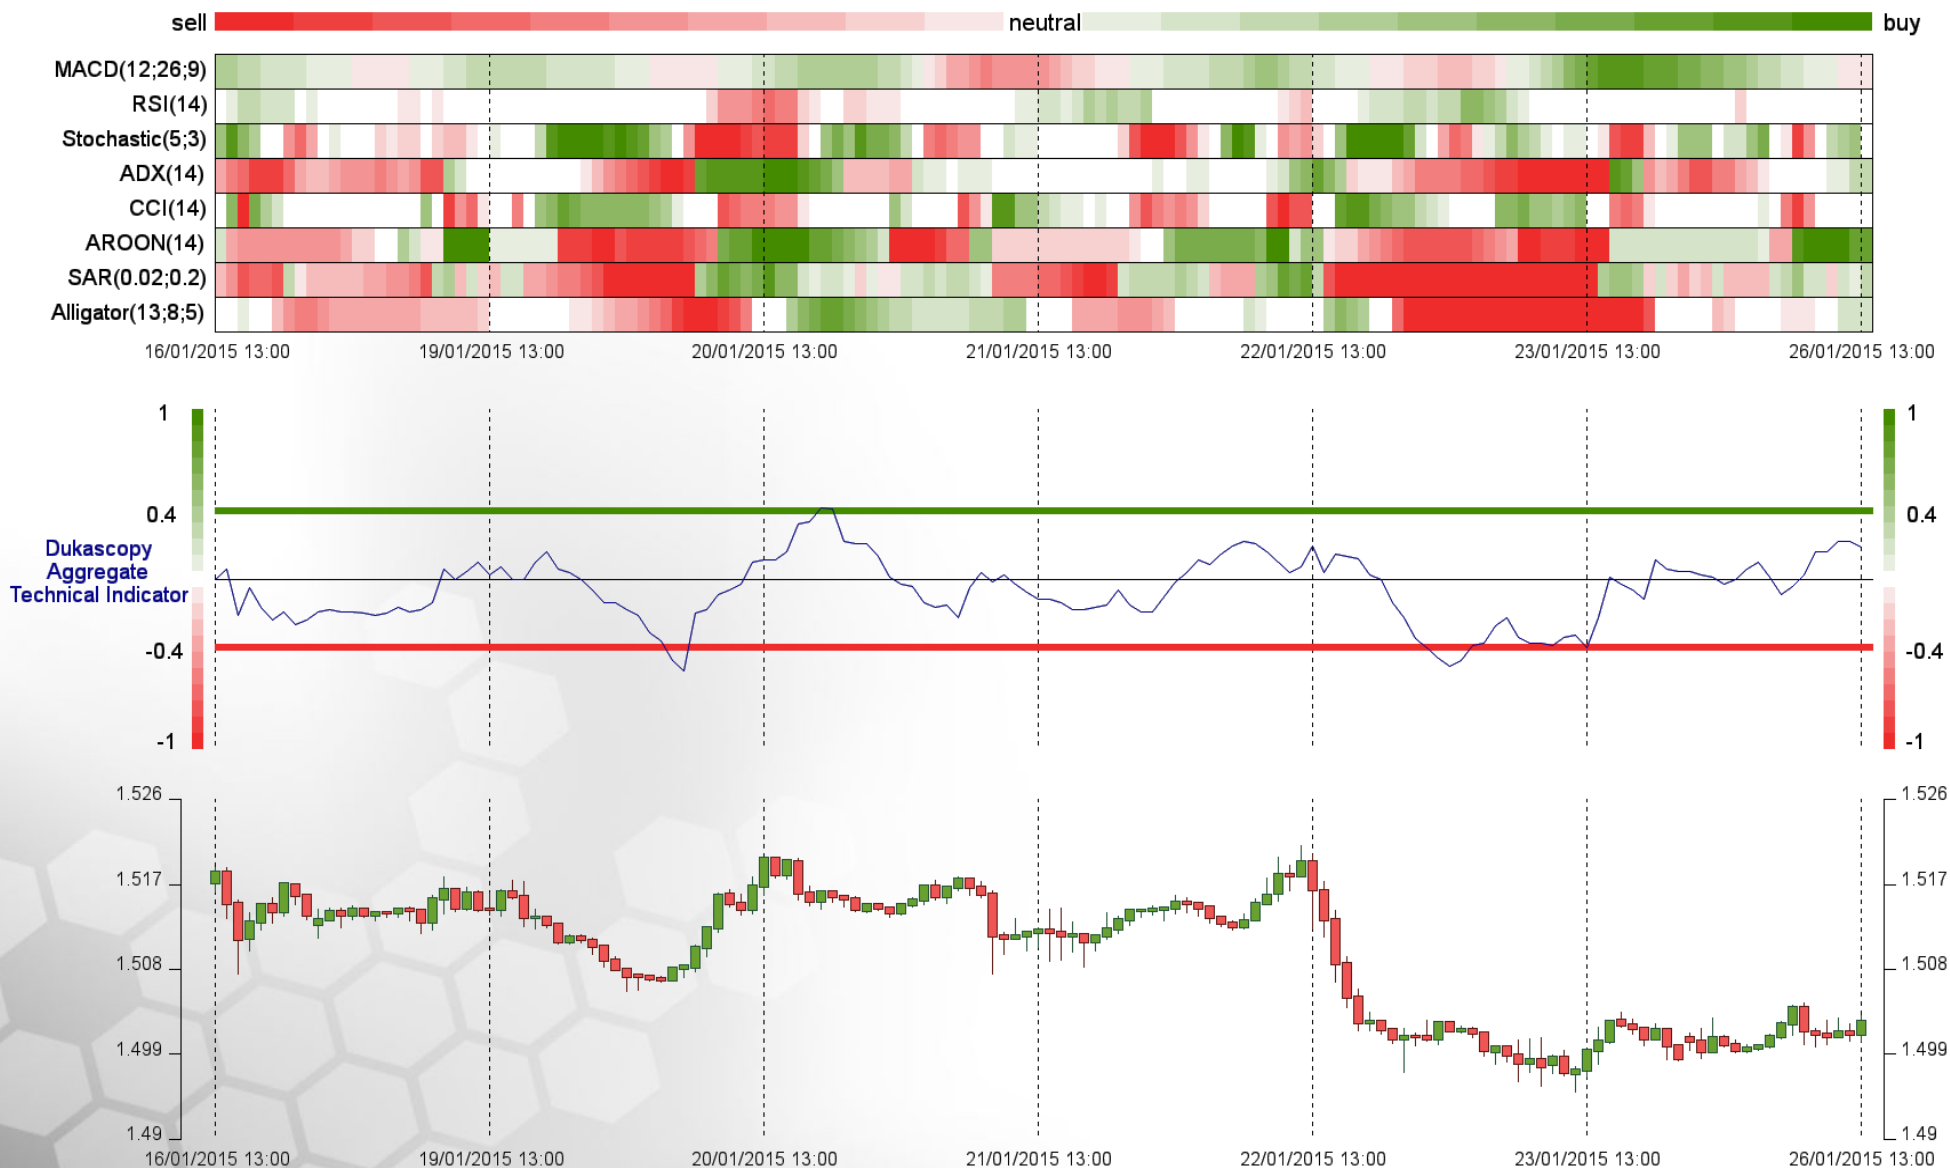 sell neutral buy
MACD(12;26;9)
RSI(14)
Stochastic(5;3)
ADX(14)
CCI(14)
AROON(14)
SAR(0.02;0.2)
Alligator(13;8;5)
16/01/2015 13:00 19/01/2015 13:00 20/01/2015 13:00 21/01/2015 13:00 22/01/2015 13:00 23/01/2015 13:00 26/01/2015 13:00
1 1
0.4 0.4
Dukascopy
Aggregate
Technical Indicator
-0.4 -0.4
-1 -1
1.526 1.526
1.517 1.517
1.508 1.508
1.499 1.499
1.49 1.49
16/01/2015 13:00 19/01/2015 13:00 20/01/2015 13:00 21/01/2015 13:00 22/01/2015 13:00 23/01/2015 13:00 26/01/2015 13:00